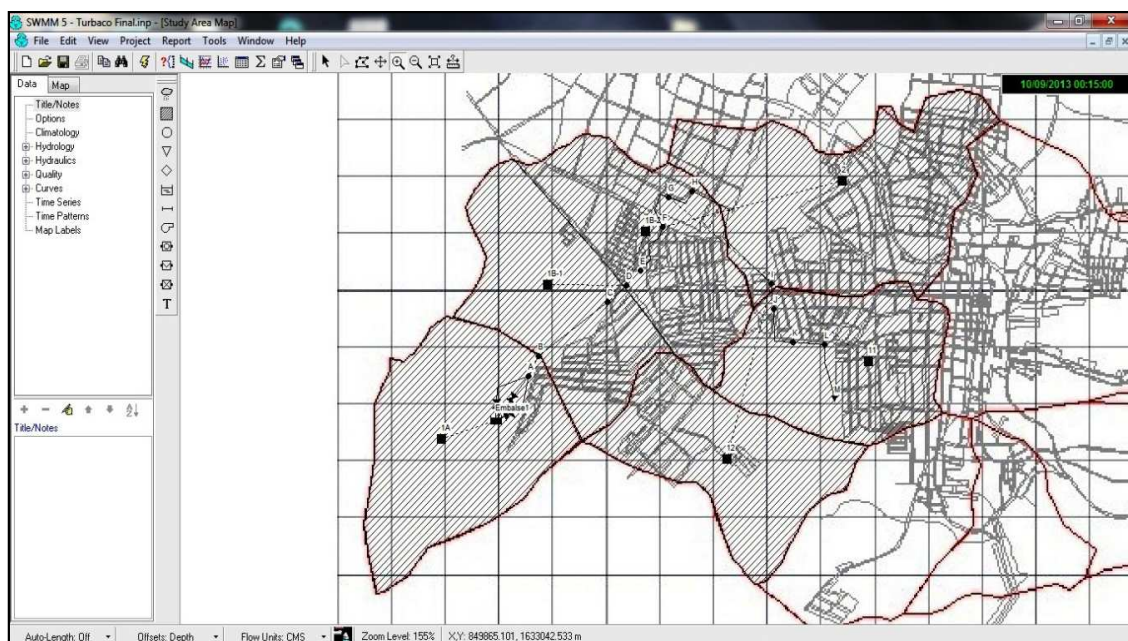 SWMM 5 - Turbaco Final.inp - [Study Area Map]
File Edit View Project Report Tools Window Help
Data Map
10/09/2013 00:15:00
Title/Notes
Options
Climatology
Hydrology
Hydraulics
Quality
Curves
Time Series
Time Patterns
Map Labels
T
H
G
2
1B-2
F
E
D
I
1B-1
C
J
K
L
11
B
A
M
Embalse1
1A
12
Title/Notes
Auto-Length: Off Offsets: Depth Flow Units: CMS Zoom Level: 155% X,Y: 849865.101, 1633042.533 m